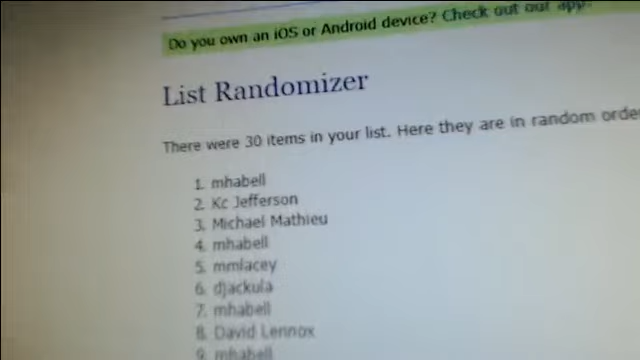 Do you own an iOS or Android device? Check out our app.
List Randomizer
There were 30 items in your list. Here they are in random
1. mhabell
2. Kc Jefferson
3. Michael Mathieu
4. mhabell
5. mmlacey
6. djackula
7. mhabell
8. David Lennox
9. mhabell